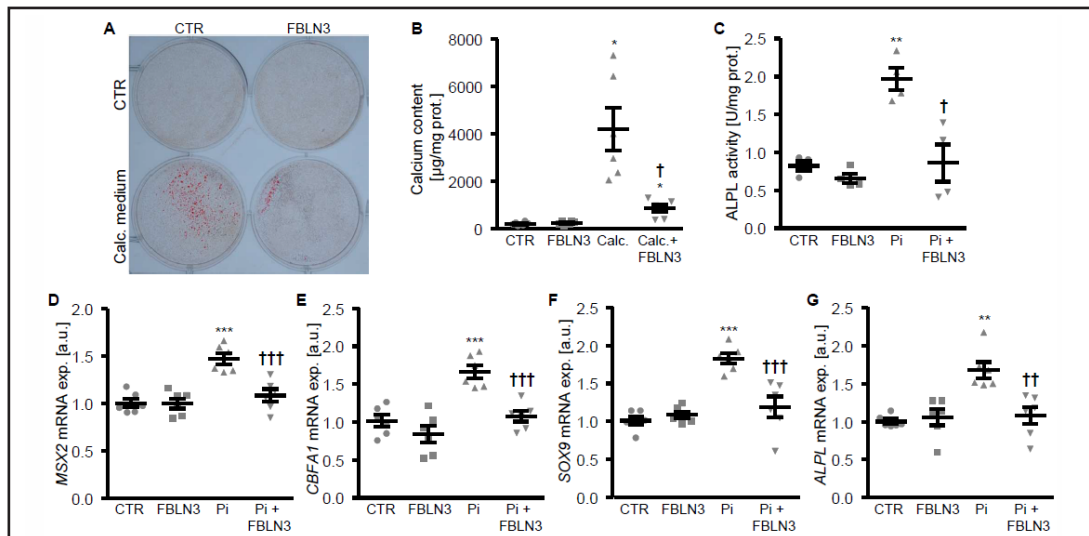 A
CTR
FBLN3
CTR
Calc. medium
B
Calcium content
[µg/mg prot.]
8000
6000
4000
2000
0
*
†
*
CTR
FBLN3
Calc.
Calc.+
FBLN3
C
ALPL activity [U/mg prot.]
2.5
2.0
1.5
1.0
0.5
0.0
**
†
CTR
FBLN3
Pi
Pi +
FBLN3
D
MSX2 mRNA exp. [a.u.]
2.0
1.5
1.0
0.5
0.0
***
†††
CTR
FBLN3
Pi
Pi +
FBLN3
E
CBFA1 mRNA exp. [a.u.]
2.5
2.0
1.5
1.0
0.5
0.0
***
†††
CTR
FBLN3
Pi
Pi +
FBLN3
F
SOX9 mRNA exp. [a.u.]
2.5
2.0
1.5
1.0
0.5
0.0
***
†††
CTR
FBLN3
Pi
Pi +
FBLN3
G
ALPL mRNA exp. [a.u.]
2.5
2.0
1.5
1.0
0.5
0.0
**
††
CTR
FBLN3
Pi
Pi +
FBLN3